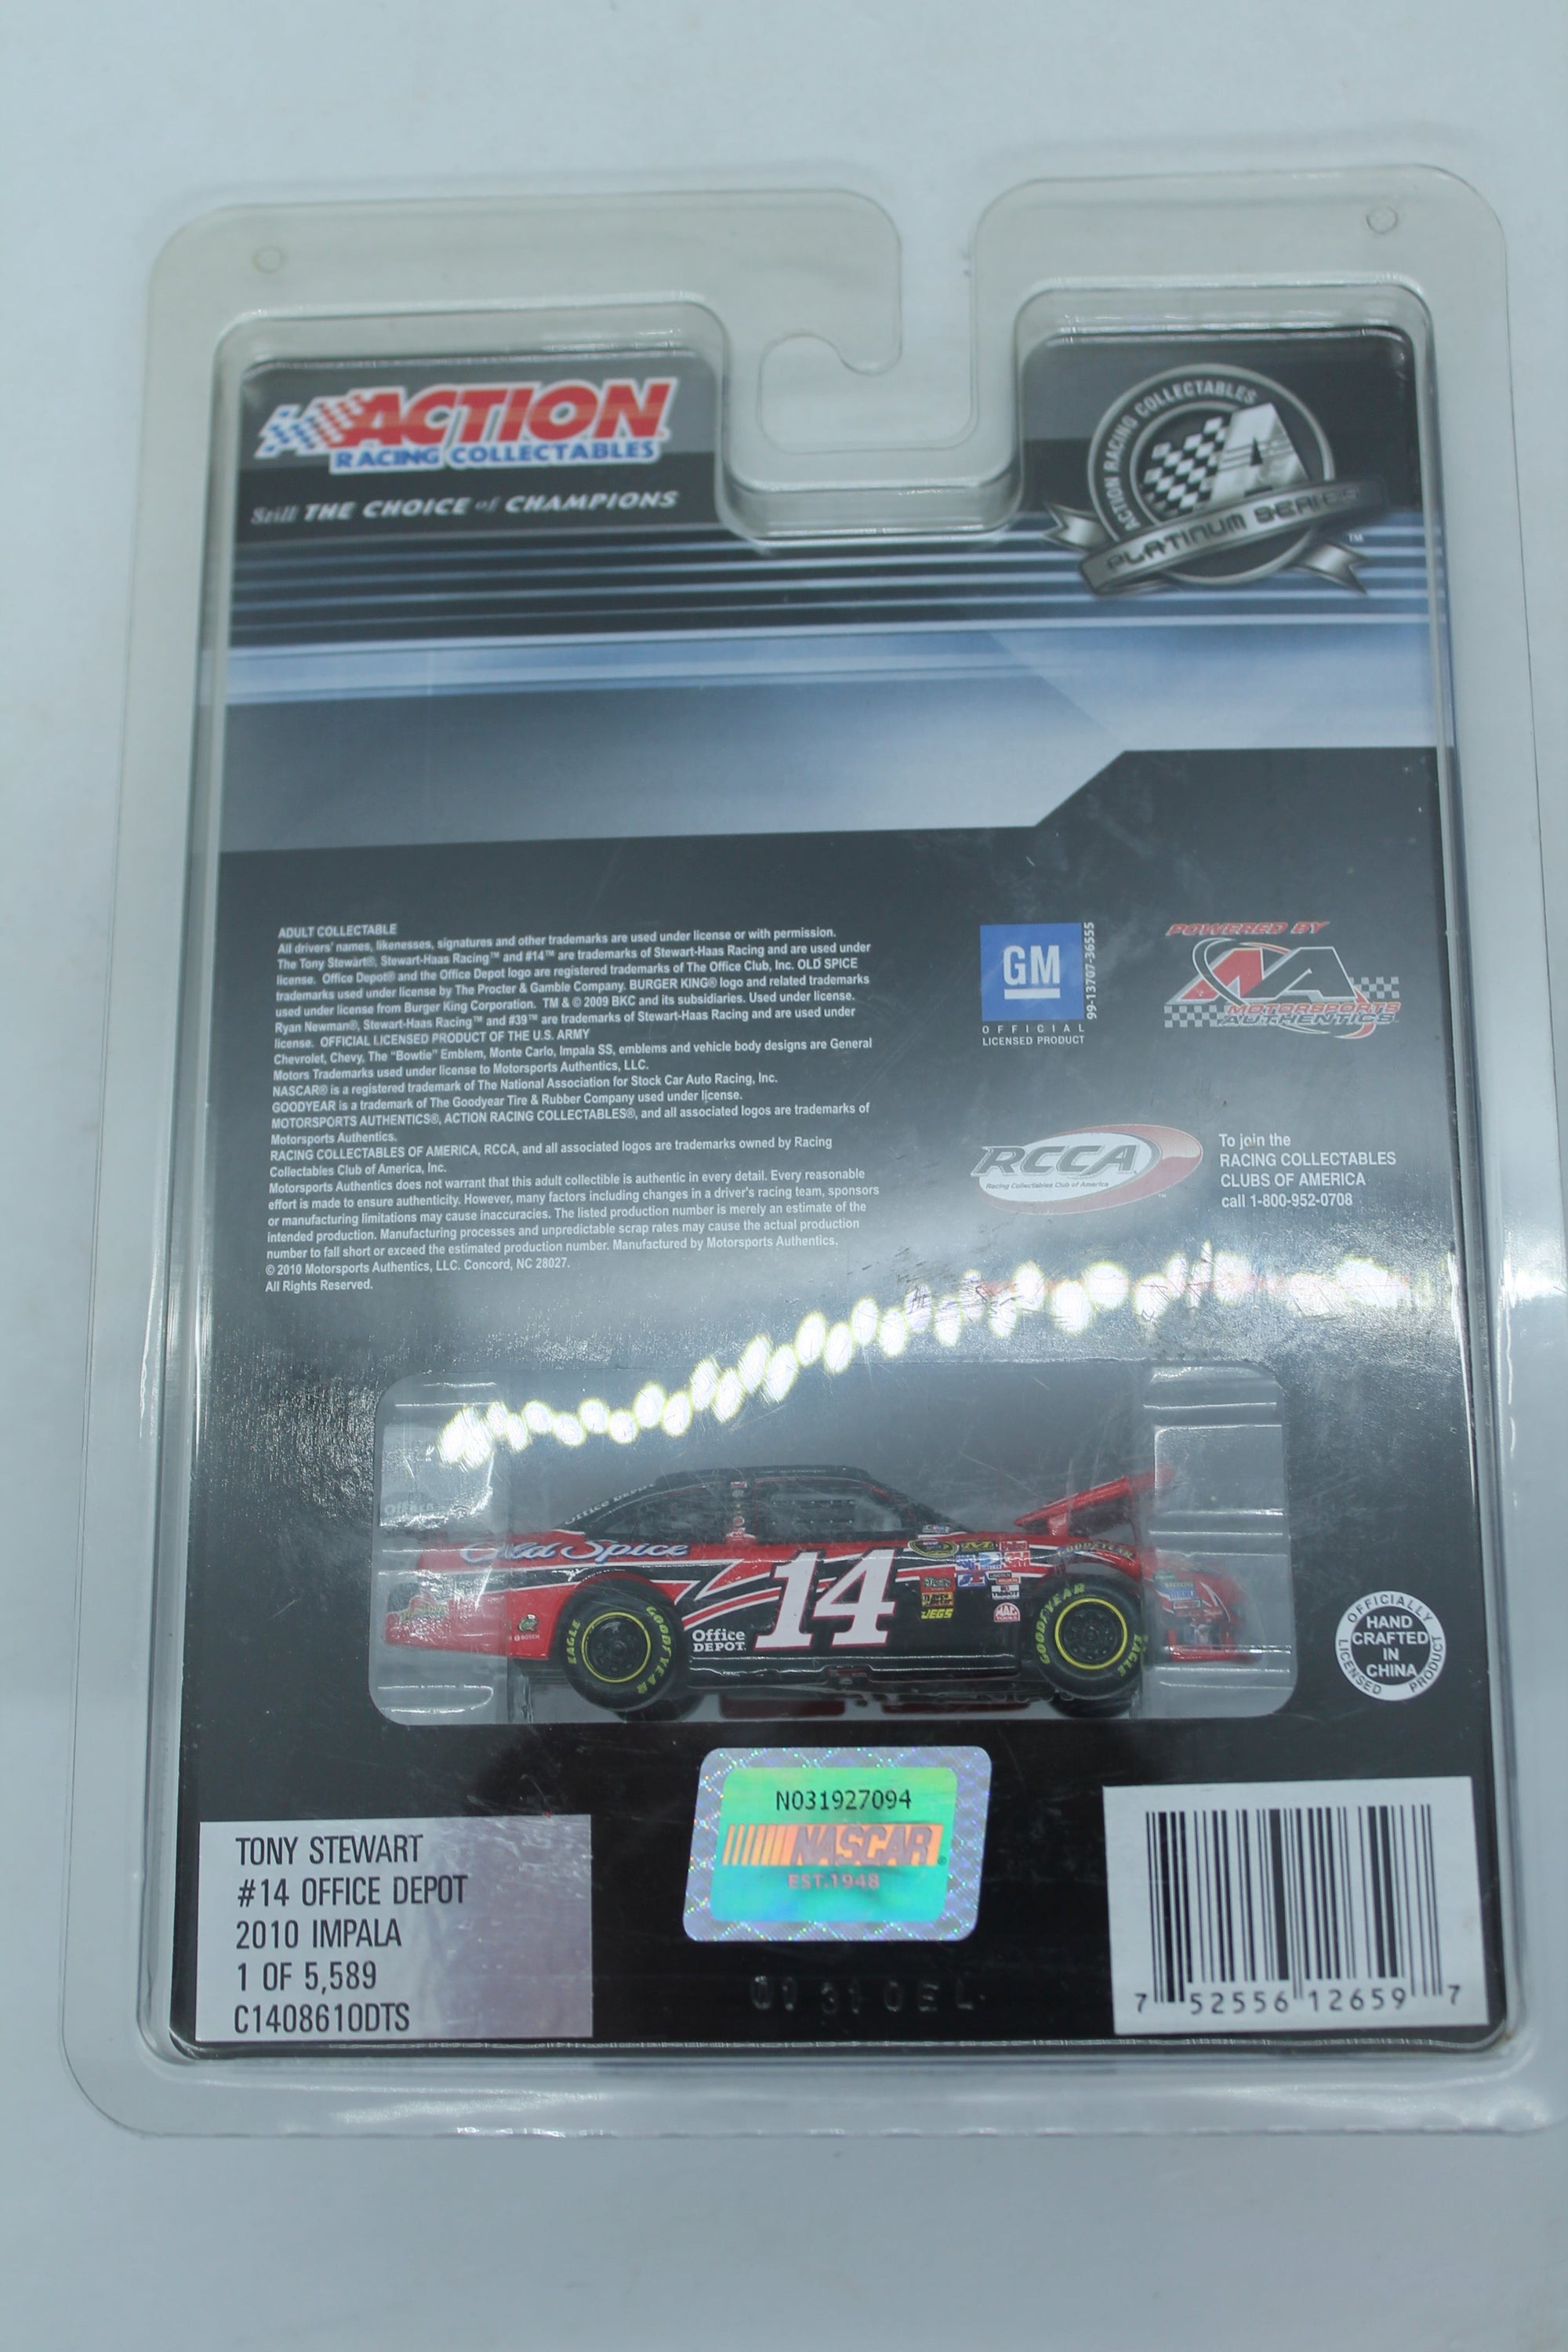 ACTION
RACING COLLECTABLES
Still THE CHOICE of CHAMPIONS
ACTION RACING COLLECTABLES
A
PLATINUM SERIES
TM
ADULT COLLECTABLE
All drivers' names, likenesses, signatures and other trademarks are used under license or with permission.
The Tony Stewart®, Stewart-Haas Racing™ and #14™ are trademarks of Stewart-Haas Racing and are used under
license. Office Depot® and the Office Depot logo are registered trademarks of The Office Club, Inc. OLD SPICE
trademarks used under license by The Procter & Gamble Company. BURGER KING® logo and related trademarks
used under license from Burger King Corporation. TM & © 2009 BKC and its subsidiaries. Used under license.
Ryan Newman®, Stewart-Haas Racing™ and #39™ are trademarks of Stewart-Haas Racing and are used under
license. OFFICIAL LICENSED PRODUCT OF THE U.S. ARMY
Chevrolet, Chevy, The "Bowtie" Emblem, Monte Carlo, Impala SS, emblems and vehicle body designs are General
Motors Trademarks used under license to Motorsports Authentics, LLC.
NASCAR® is a registered trademark of The National Association for Stock Car Auto Racing, Inc.
GOODYEAR is a trademark of The Goodyear Tire & Rubber Company used under license.
MOTORSPORTS AUTHENTICS®, ACTION RACING COLLECTABLES®, and all associated logos are trademarks of
Motorsports Authentics.
RACING COLLECTABLES OF AMERICA, RCCA, and all associated logos are trademarks owned by Racing
Collectables Club of America, Inc.
Motorsports Authentics does not warrant that this adult collectible is authentic in every detail. Every reasonable
effort is made to ensure authenticity. However, many factors including changes in a driver's racing team, sponsors
or manufacturing limitations may cause inaccuracies. The listed production number is merely an estimate of the
intended production. Manufacturing processes and unpredictable scrap rates may cause the actual production
number to fall short or exceed the estimated production number. Manufactured by Motorsports Authentics.
© 2010 Motorsports Authentics, LLC. Concord, NC 28027.
All Rights Reserved.
GM
OFFICIAL
LICENSED PRODUCT
99-13707-36555
POWERED BY
MA
MOTORSPORTS
AUTHENTICS
RCCA
Racing Collectables Club of America
To join the
RACING COLLECTABLES
CLUBS OF AMERICA
call 1-800-952-0708
Office Depot
Old Spice
14
Office
DEPOT
JEGS
MAC
BOSCH
GOODYEAR
EAGLE
GOODYEAR
GOODYEAR
EAGLE
OFFICIALLY
LICENSED
PRODUCT
HAND
CRAFTED
IN
CHINA
N031927094
NASCAR®
EST.1948
TONY STEWART
#14 OFFICE DEPOT
2010 IMPALA
1 OF 5,589
C140861ODTS
7 52556 12659 7